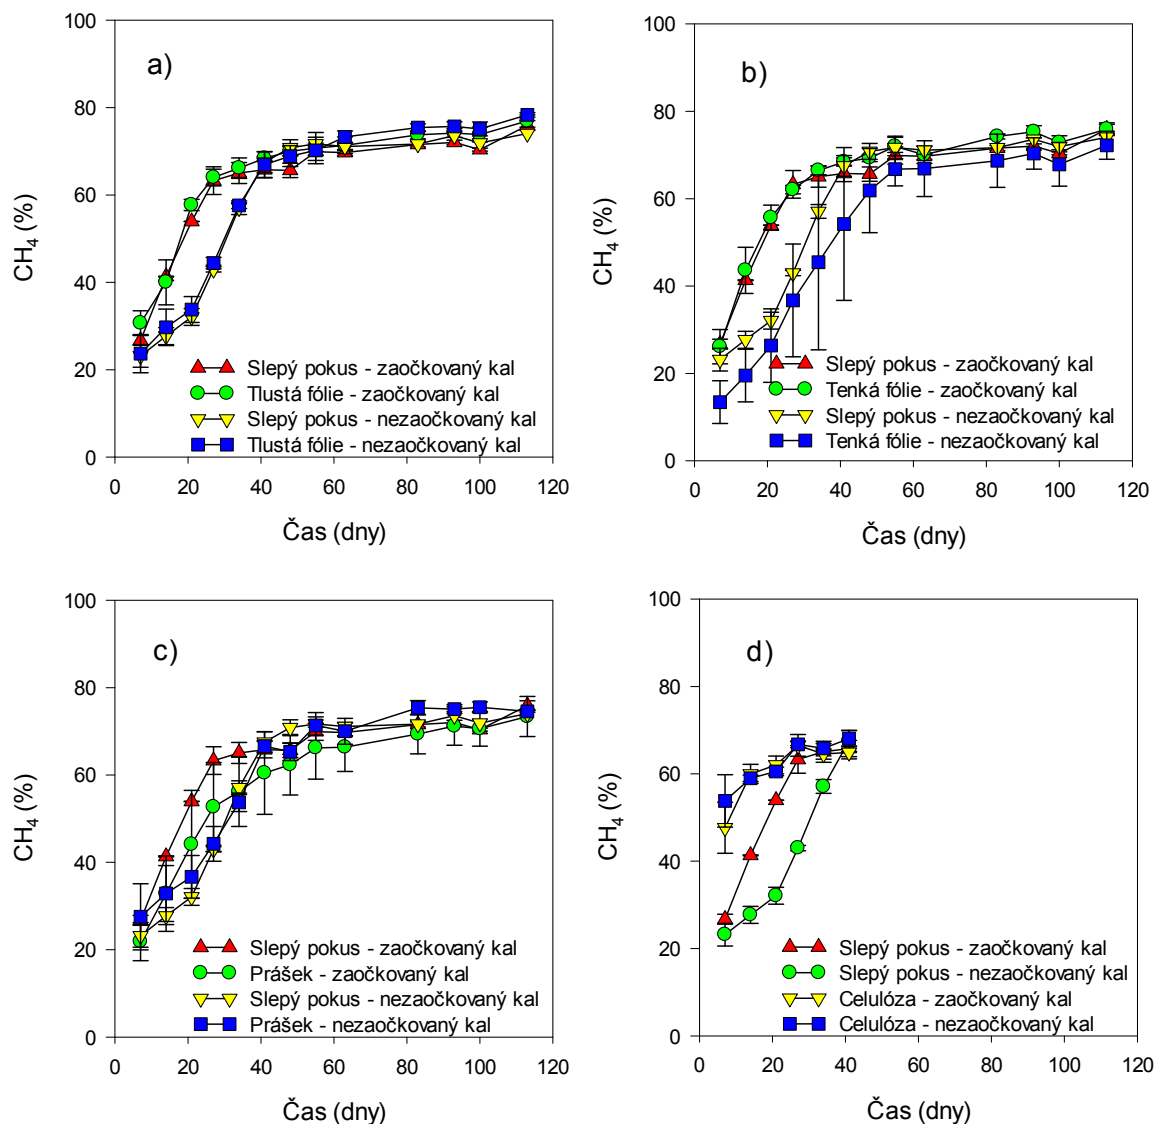 a)
100
80
60
40
20
0
CH4 (%)
Slepý pokus - zaočkovaný kal
Tlustá fólie - zaočkovaný kal
Slepý pokus - nezaočkovaný kal
Tlustá fólie - nezaočkovaný kal
0 20 40 60 80 100 120
Čas (dny)
b)
100
80
60
40
20
0
CH4 (%)
Slepý pokus - zaočkovaný kal
Tenká fólie - zaočkovaný kal
Slepý pokus - nezaočkovaný kal
Tenká fólie - nezaočkovaný kal
0 20 40 60 80 100 120
Čas (dny)
c)
100
80
60
40
20
0
CH4 (%)
Slepý pokus - zaočkovaný kal
Prášek - zaočkovaný kal
Slepý pokus - nezaočkovaný kal
Prášek - nezaočkovaný kal
0 20 40 60 80 100 120
Čas (dny)
d)
100
80
60
40
20
0
CH4 (%)
Slepý pokus - zaočkovaný kal
Slepý pokus - nezaočkovaný kal
Celulóza - zaočkovaný kal
Celulóza - nezaočkovaný kal
0 20 40 60 80 100 120
Čas (dny)